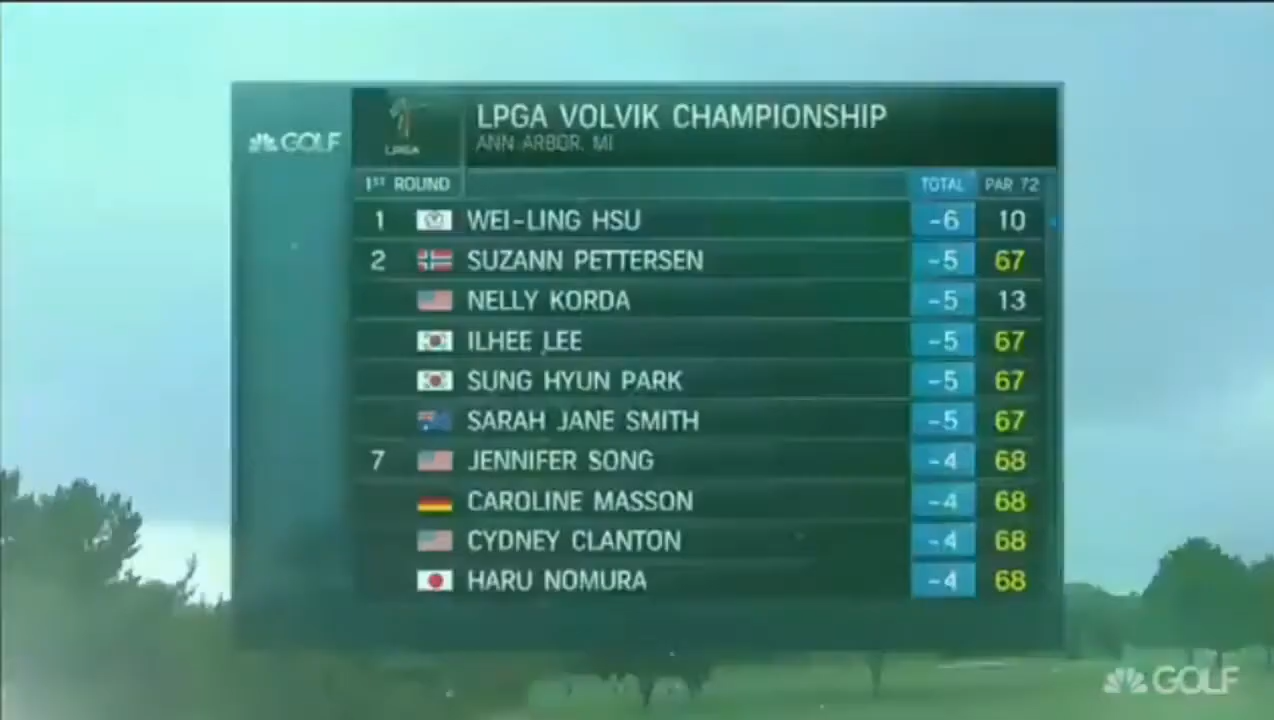 LPGA VOLVIK CHAMPIONSHIP
GOLF
LPGA
ANN ARBOR, MI
1ST ROUND TOTAL PAR 72
1 WEI-LING HSU -6 10
2 SUZANN PETTERSEN -5 67
NELLY KORDA -5 13
ILHEE LEE -5 67
SUNG HYUN PARK -5 67
SARAH JANE SMITH -5 67
7 JENNIFER SONG -4 68
CAROLINE MASSON -4 68
CYDNEY CLANTON -4 68
HARU NOMURA -4 68
GOLF